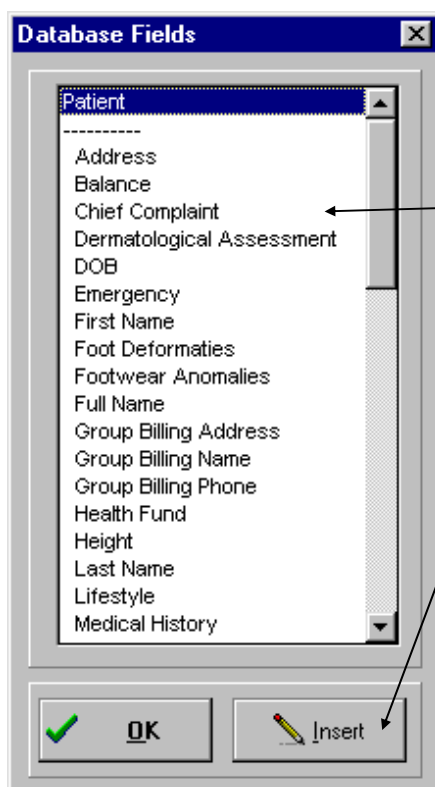 Database Fields
Patient
----------
Address
Balance
Chief Complaint
Dermatological Assessment
DOB
Emergency
First Name
Foot Deformaties
Footwear Anomalies
Full Name
Group Billing Address
Group Billing Name
Group Billing Phone
Health Fund
Height
Last Name
Lifestyle
Medical History
OK
Insert